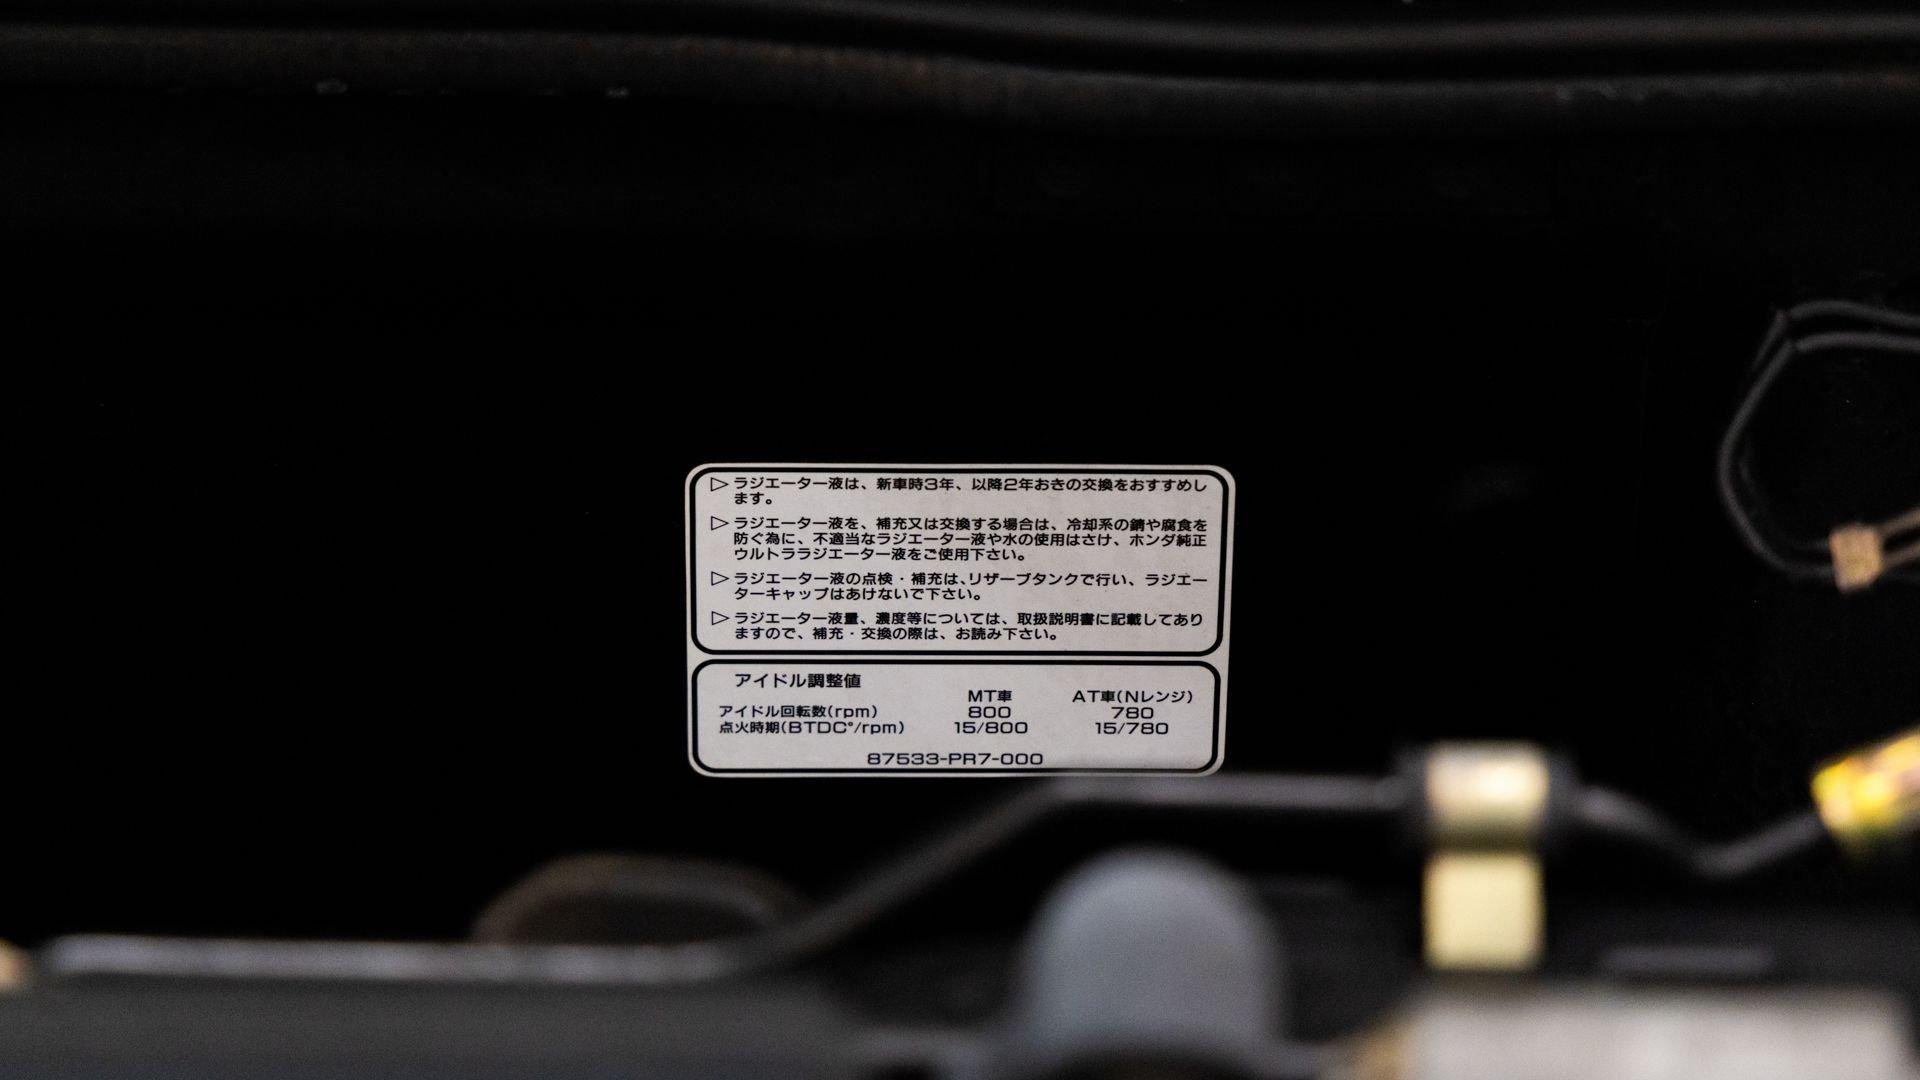 ▷ ラジエーター液は、新車時3年、以降2年おきの交換をおすすめし
ます。
▷ ラジエーター液を、補充又は交換する場合は、冷却系の錆や腐食を
防ぐ為に、不適当なラジエーター液や水の使用はさけ、ホンダ純正
ウルトララジエーター液をご使用下さい。
▷ ラジエーター液の点検・補充は、リザーブタンクで行い、ラジエー
ターキャップはあけないで下さい。
▷ ラジエーター液量、濃度等については、取扱説明書に記載してあり
ますので、補充・交換の際は、お読み下さい。
アイドル調整値
MT車 AT車(Nレンジ)
アイドル回転数(rpm) 800 780
点火時期(BTDC°/rpm) 15/800 15/780
87533-PR7-000